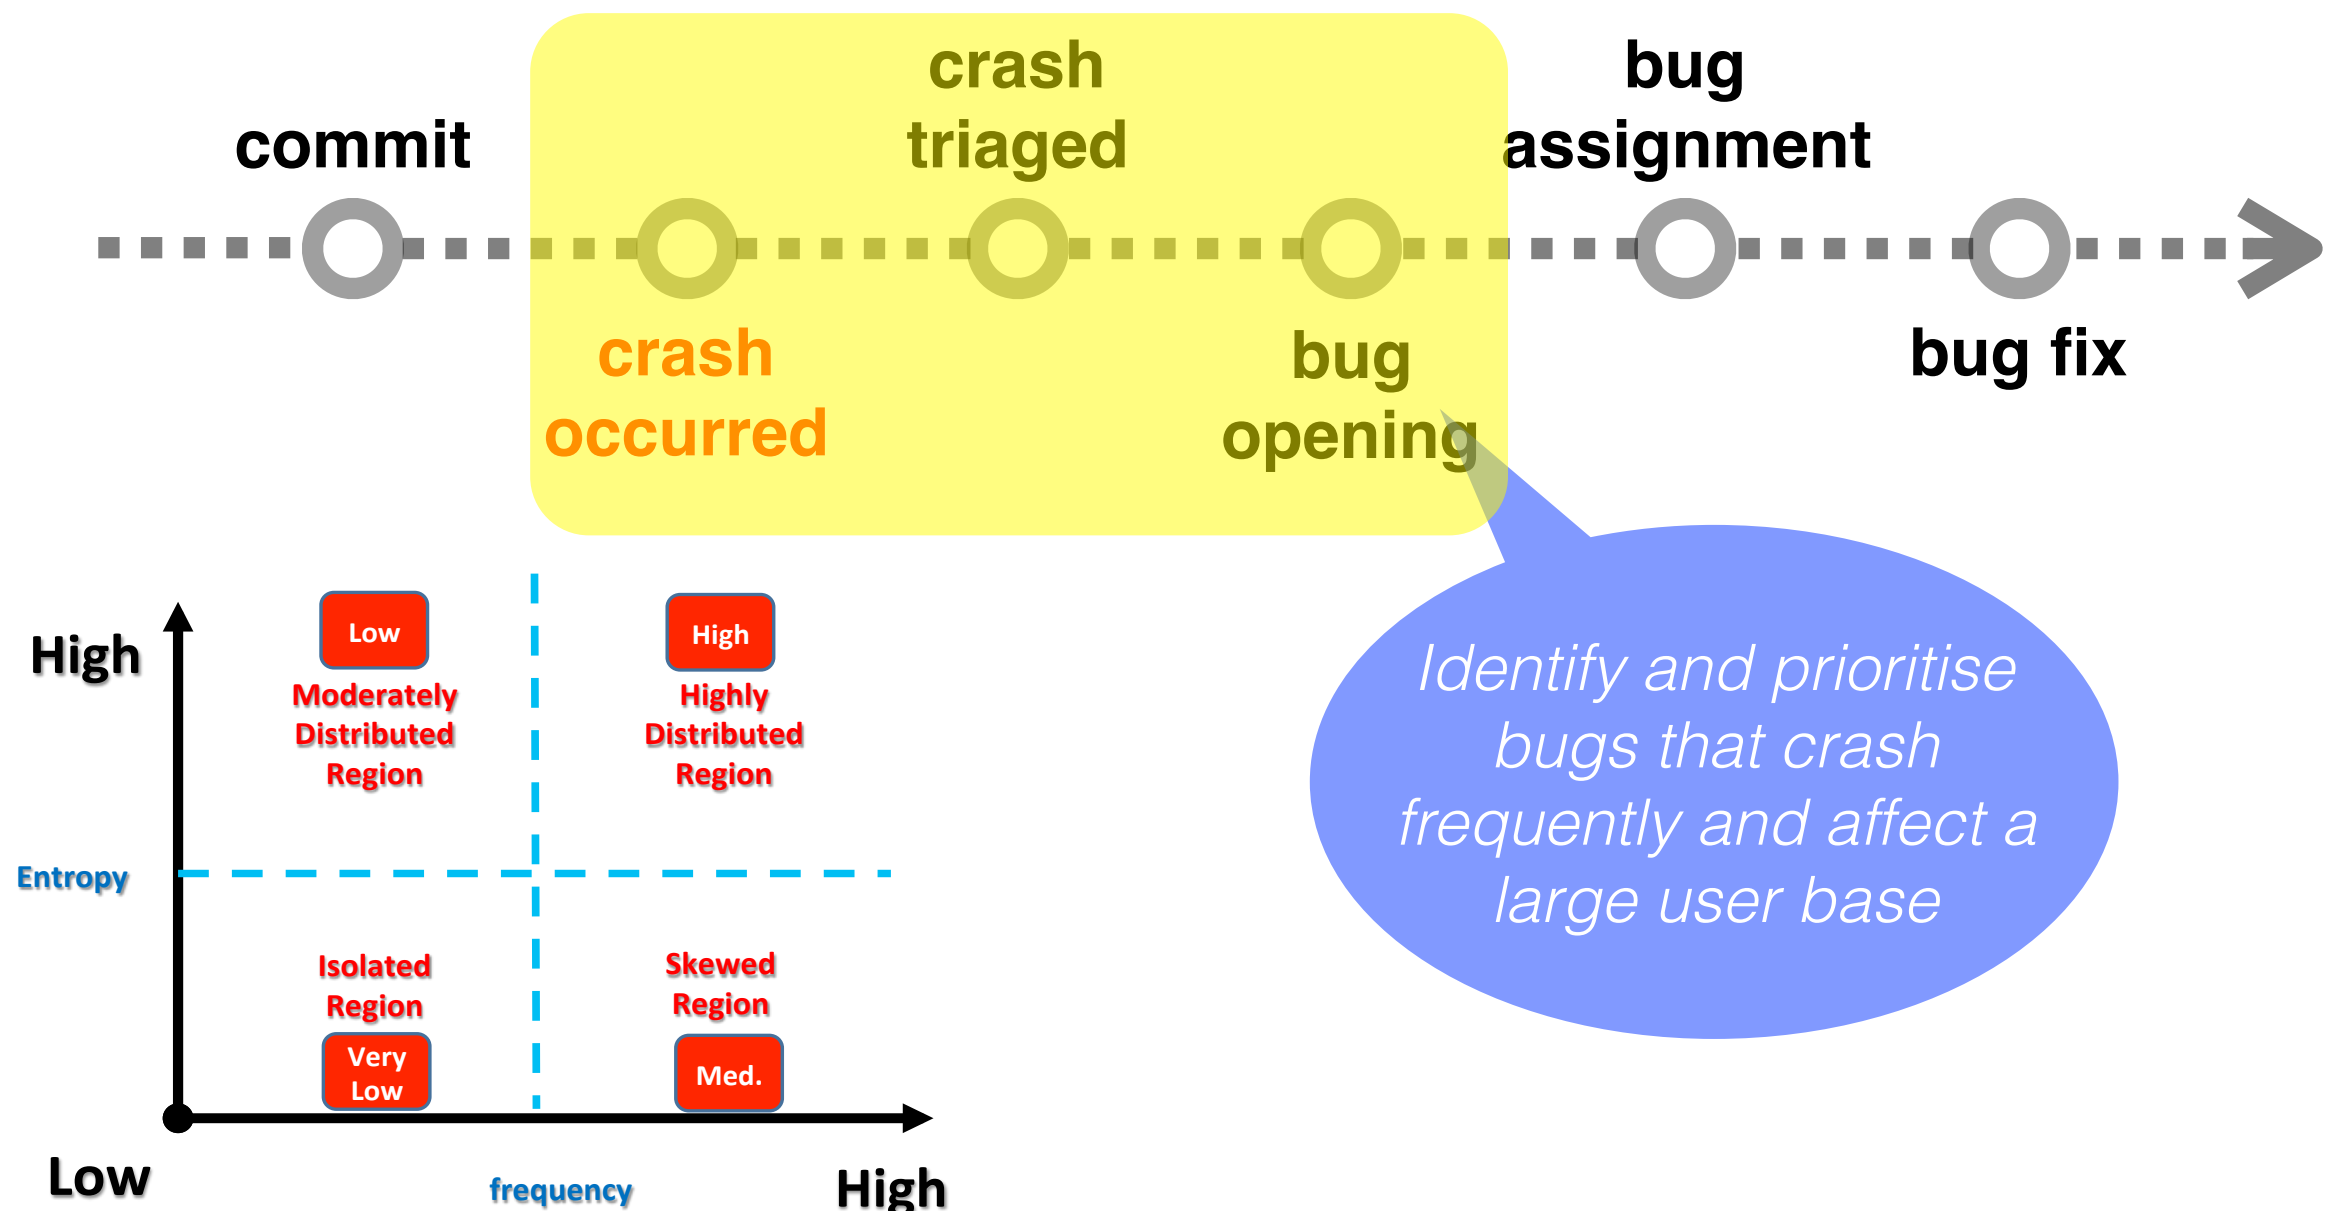 commit
crash
occurred
crash
triaged
bug
opening
bug
assignment
bug fix
Identify and prioritise
bugs that crash
frequently and affect a
large user base
High
Low
Moderately
Distributed
Region
High
Highly
Distributed
Region
Entropy
Isolated
Region
Very
Low
Skewed
Region
Med.
Low
frequency
High